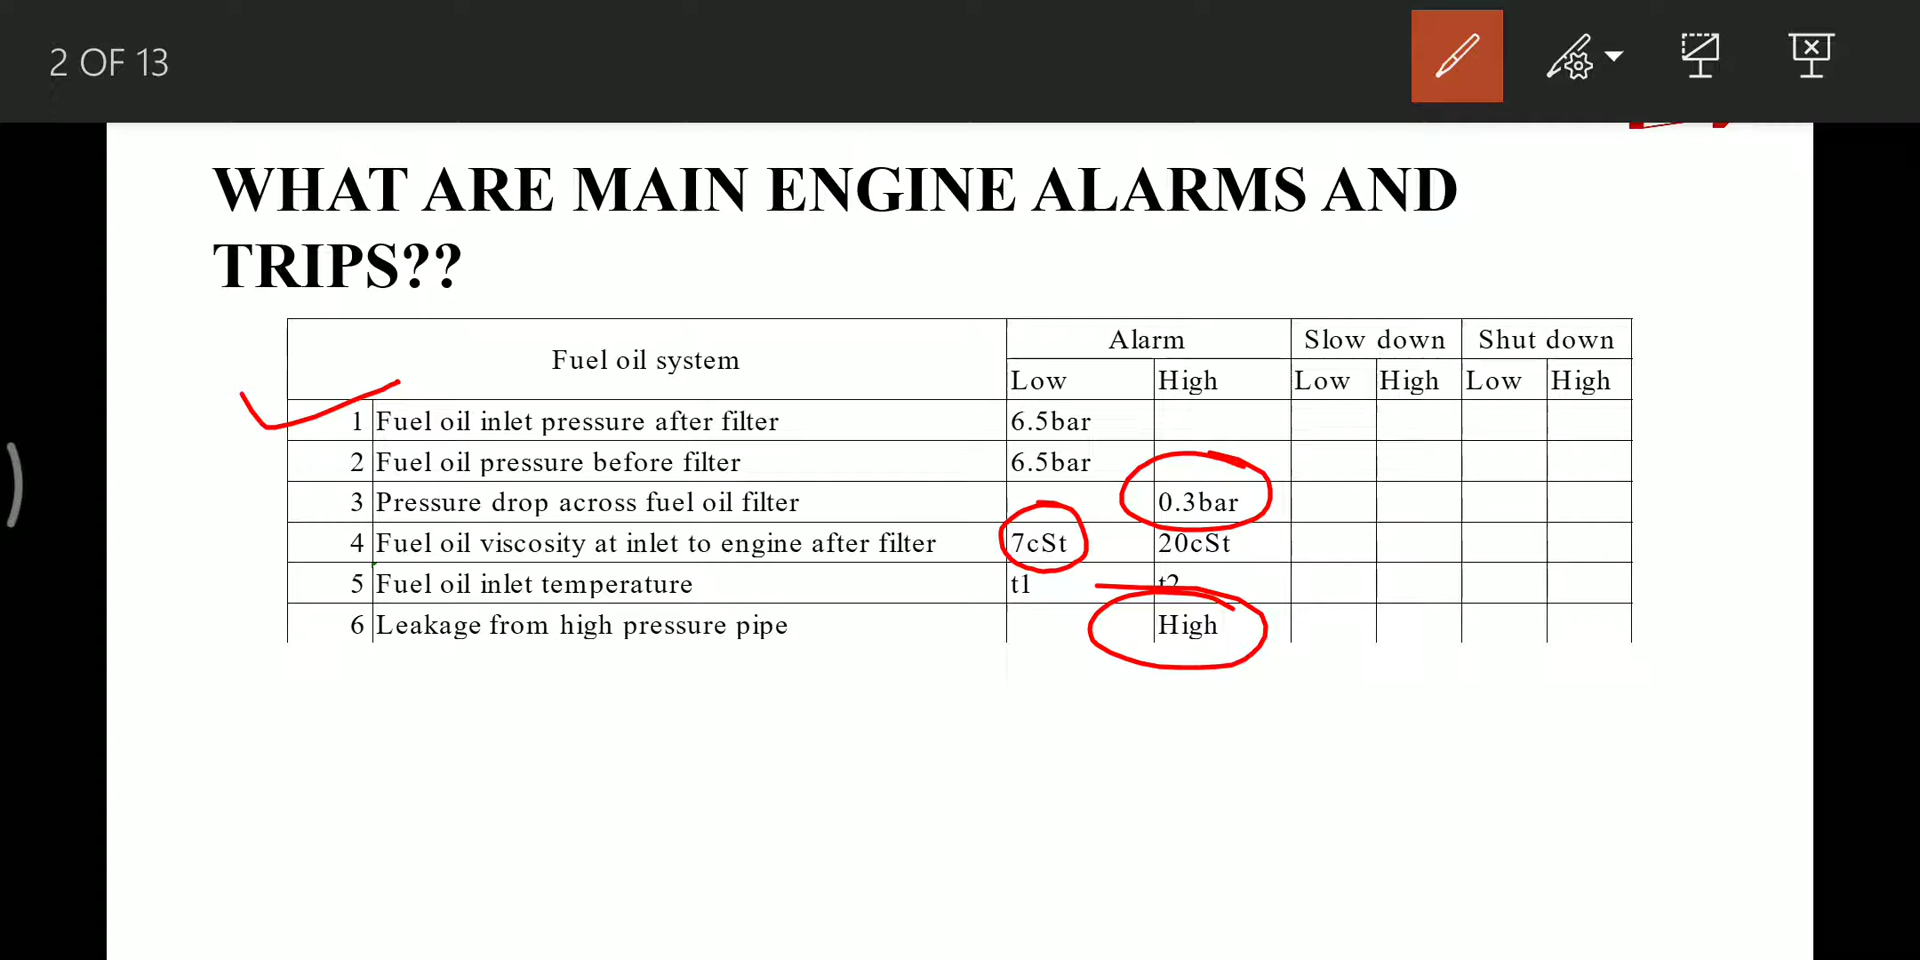 2 OF 13
WHAT ARE MAIN ENGINE ALARMS AND
TRIPS??
Fuel oil system Alarm Slow down Shut down
Low High Low High Low High
1 Fuel oil inlet pressure after filter 6.5bar
2 Fuel oil pressure before filter 6.5bar
3 Pressure drop across fuel oil filter 0.3bar
4 Fuel oil viscosity at inlet to engine after filter 7cSt 20cSt
5 Fuel oil inlet temperature t1 t2
6 Leakage from high pressure pipe High